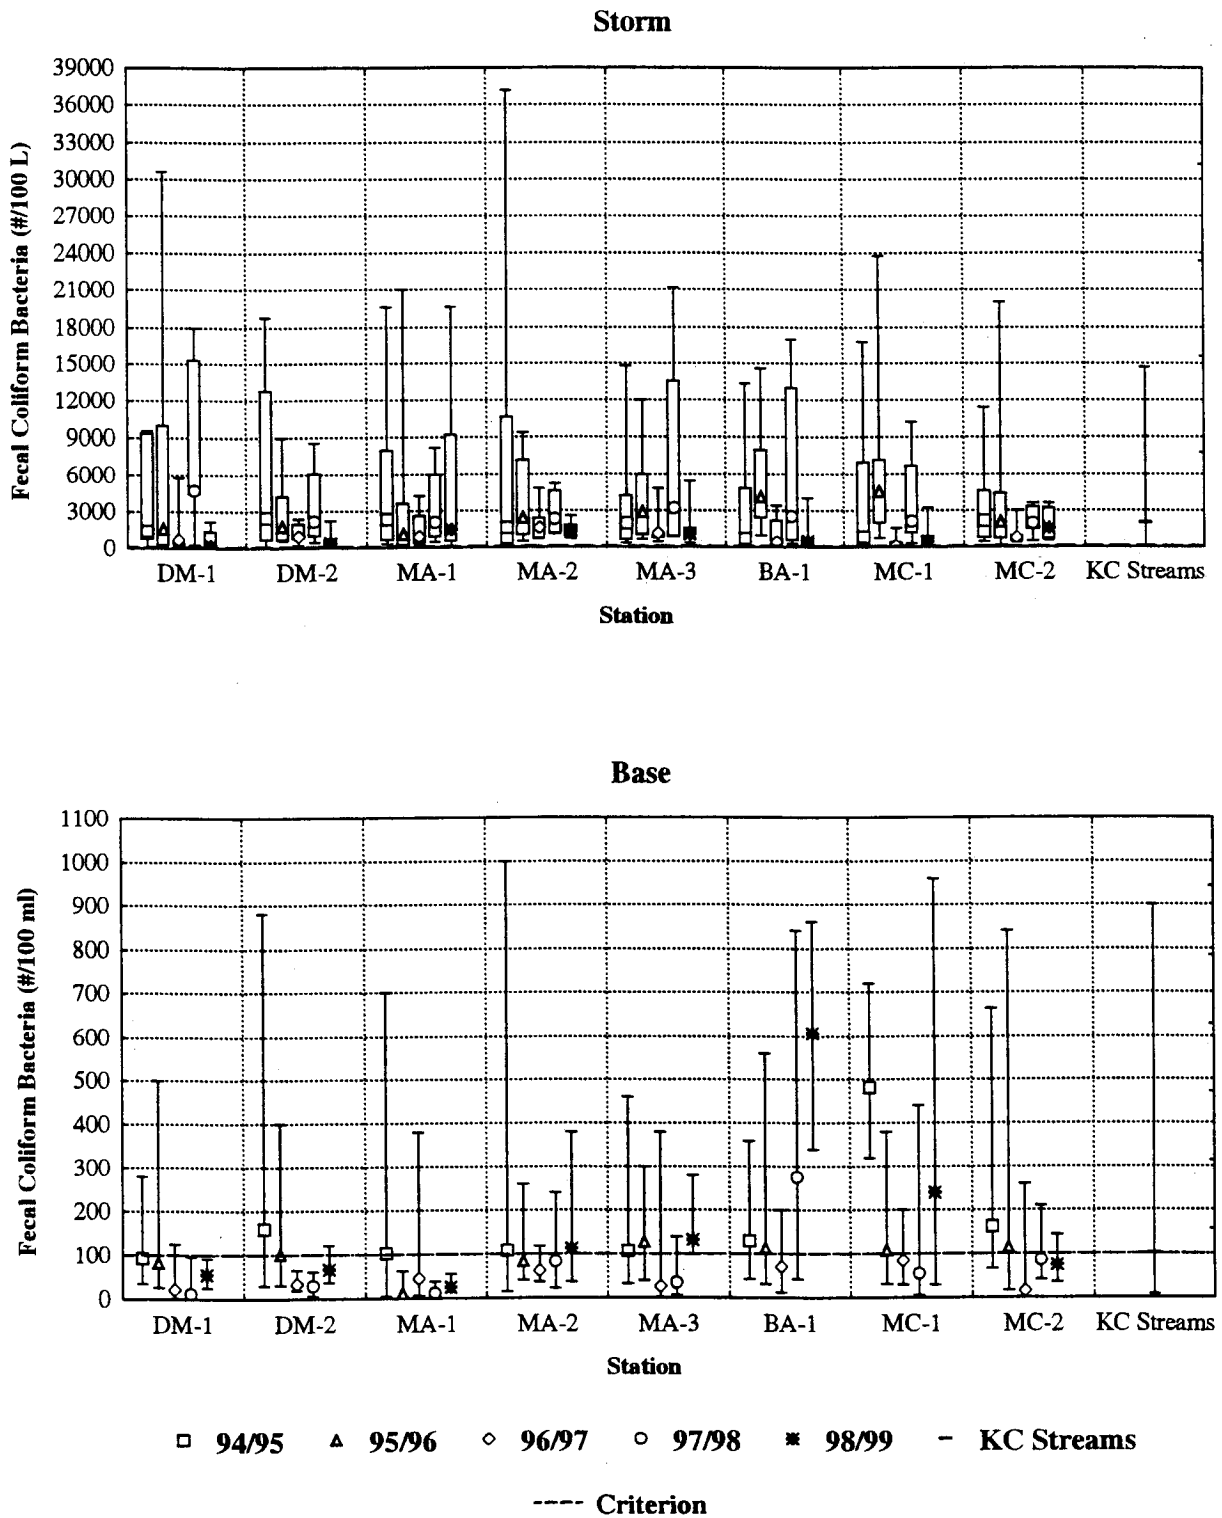 Storm
Fecal Coliform Bacteria (#/100 L)
39000
36000
33000
30000
27000
24000
21000
18000
15000
12000
9000
6000
3000
0
DM-1 DM-2 MA-1 MA-2 MA-3 BA-1 MC-1 MC-2 KC Streams
Station
Base
Fecal Coliform Bacteria (#/100 ml)
1100
1000
900
800
700
600
500
400
300
200
100
0
DM-1 DM-2 MA-1 MA-2 MA-3 BA-1 MC-1 MC-2 KC Streams
Station
94/95 95/96 96/97 97/98 98/99 KC Streams
Criterion